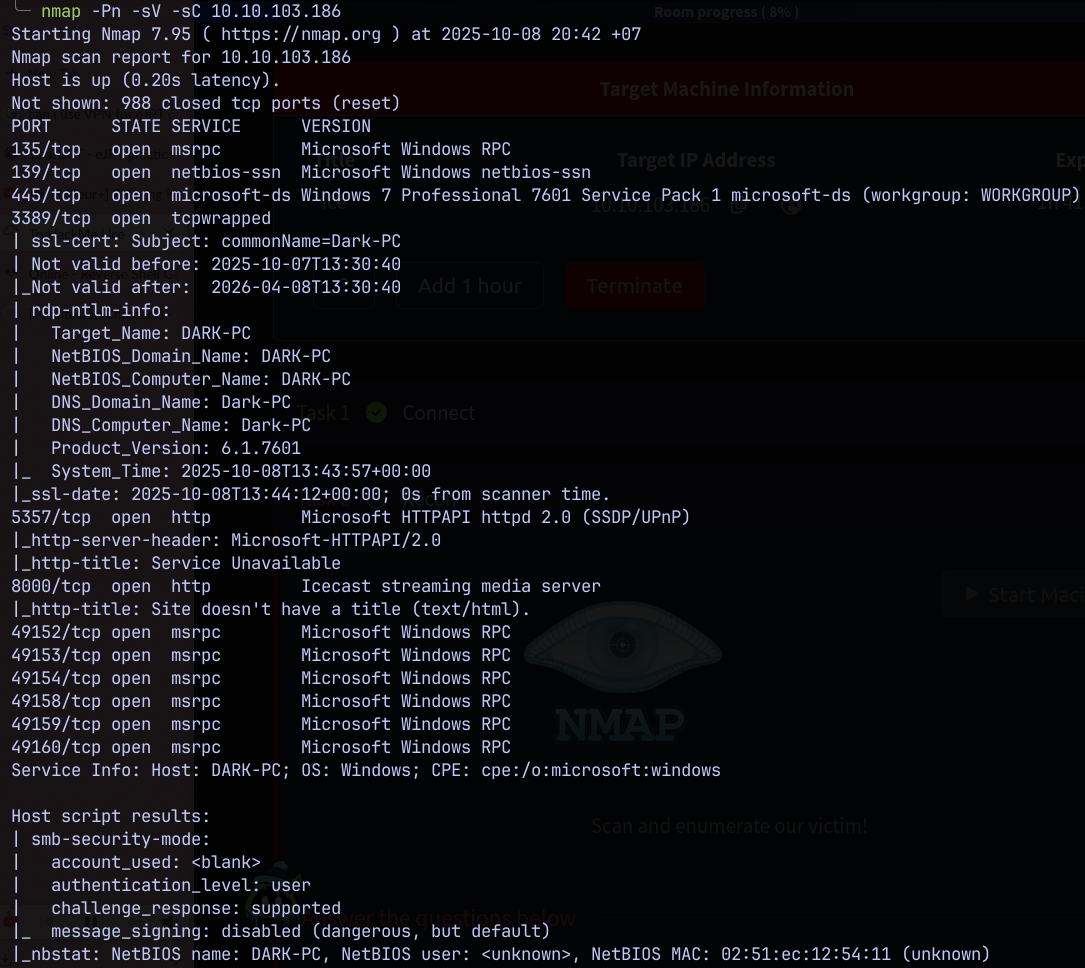 nmap -Pn -sV -sC 10.10.103.186
Room progress ( 8% )
Starting Nmap 7.95 ( https://nmap.org ) at 2025-10-08 20:42 +07
Nmap scan report for 10.10.103.186
Host is up (0.20s latency).
Target Machine Information
Not shown: 988 closed tcp ports (reset)
PORT      STATE SERVICE      VERSION
135/tcp   open  msrpc        Microsoft Windows RPC
Title
Target IP Address
139/tcp   open  netbios-ssn  Microsoft Windows netbios-ssn
445/tcp   open  microsoft-ds Windows 7 Professional 7601 Service Pack 1 microsoft-ds (workgroup: WORKGROUP)
10.10.103.186
3389/tcp  open  tcpwrapped
| ssl-cert: Subject: commonName=Dark-PC
| Not valid before: 2025-10-07T13:30:40
|_Not valid after:  2026-04-08T13:30:40
Add 1 hour
Terminate
| rdp-ntlm-info:
|   Target_Name: DARK-PC
|   NetBIOS_Domain_Name: DARK-PC
|   NetBIOS_Computer_Name: DARK-PC
|   DNS_Domain_Name: Dark-PC
Task 1
Connect
|   DNS_Computer_Name: Dark-PC
|   Product_Version: 6.1.7601
|_  System_Time: 2025-10-08T13:43:57+00:00
|_ssl-date: 2025-10-08T13:44:12+00:00; 0s from scanner time.
5357/tcp  open  http         Microsoft HTTPAPI httpd 2.0 (SSDP/UPnP)
|_http-server-header: Microsoft-HTTPAPI/2.0
|_http-title: Service Unavailable
8000/tcp  open  http         Icecast streaming media server
Start
|_http-title: Site doesn't have a title (text/html).
49152/tcp open  msrpc        Microsoft Windows RPC
49153/tcp open  msrpc        Microsoft Windows RPC
49154/tcp open  msrpc        Microsoft Windows RPC
49158/tcp open  msrpc        Microsoft Windows RPC
49159/tcp open  msrpc        Microsoft Windows RPC
NMAP
49160/tcp open  msrpc        Microsoft Windows RPC
Service Info: Host: DARK-PC; OS: Windows; CPE: cpe:/o:microsoft:windows
Host script results:
Scan and enumerate our victim!
| smb-security-mode:
|   account_used: <blank>
|   authentication_level: user
|   challenge_response: supported
Answer the questions below
|_  message_signing: disabled (dangerous, but default)
|_nbstat: NetBIOS name: DARK-PC, NetBIOS user: <unknown>, NetBIOS MAC: 02:51:ec:12:54:11 (unknown)